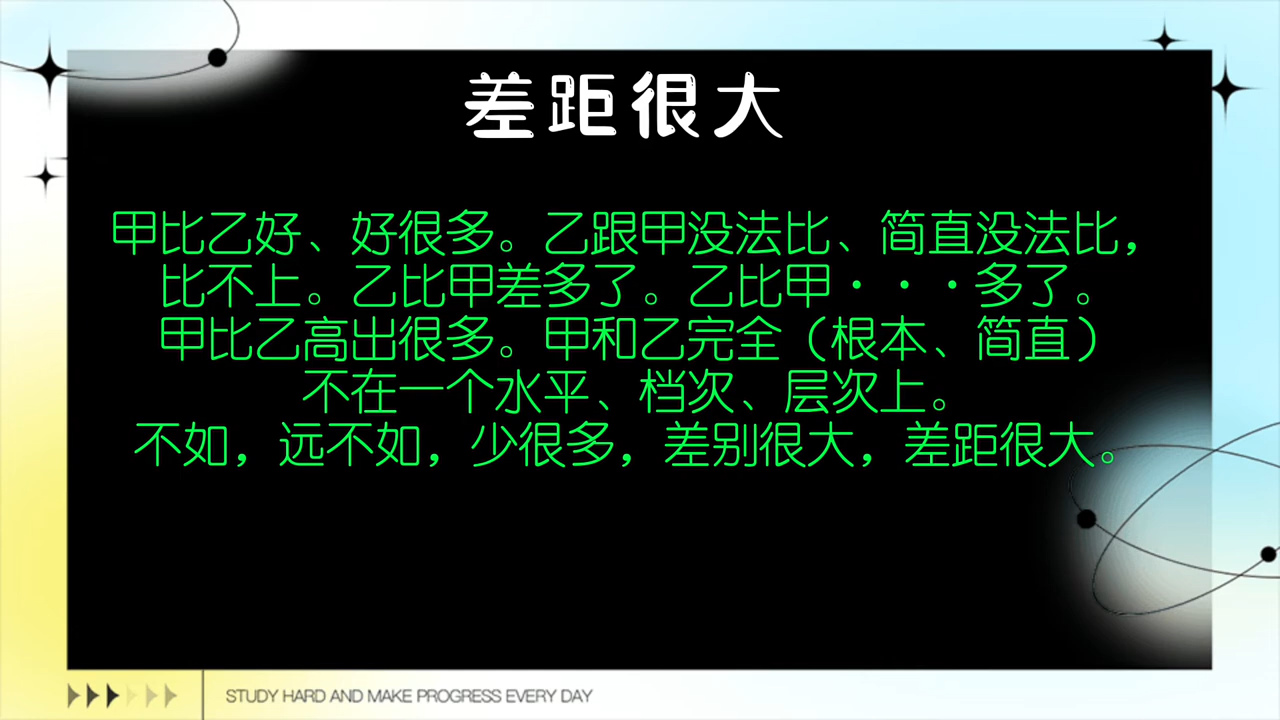 差距很大
甲比乙好、好很多。乙跟甲没法比、简直没法比，
比不上。乙比甲差多了。乙比甲···多了。
甲比乙高出很多。甲和乙完全（根本、简直）
不在一个水平、档次、层次上。
不如，远不如，少很多，差别很大，差距很大。
STUDY HARD AND MAKE PROGRESS EVERY DAY